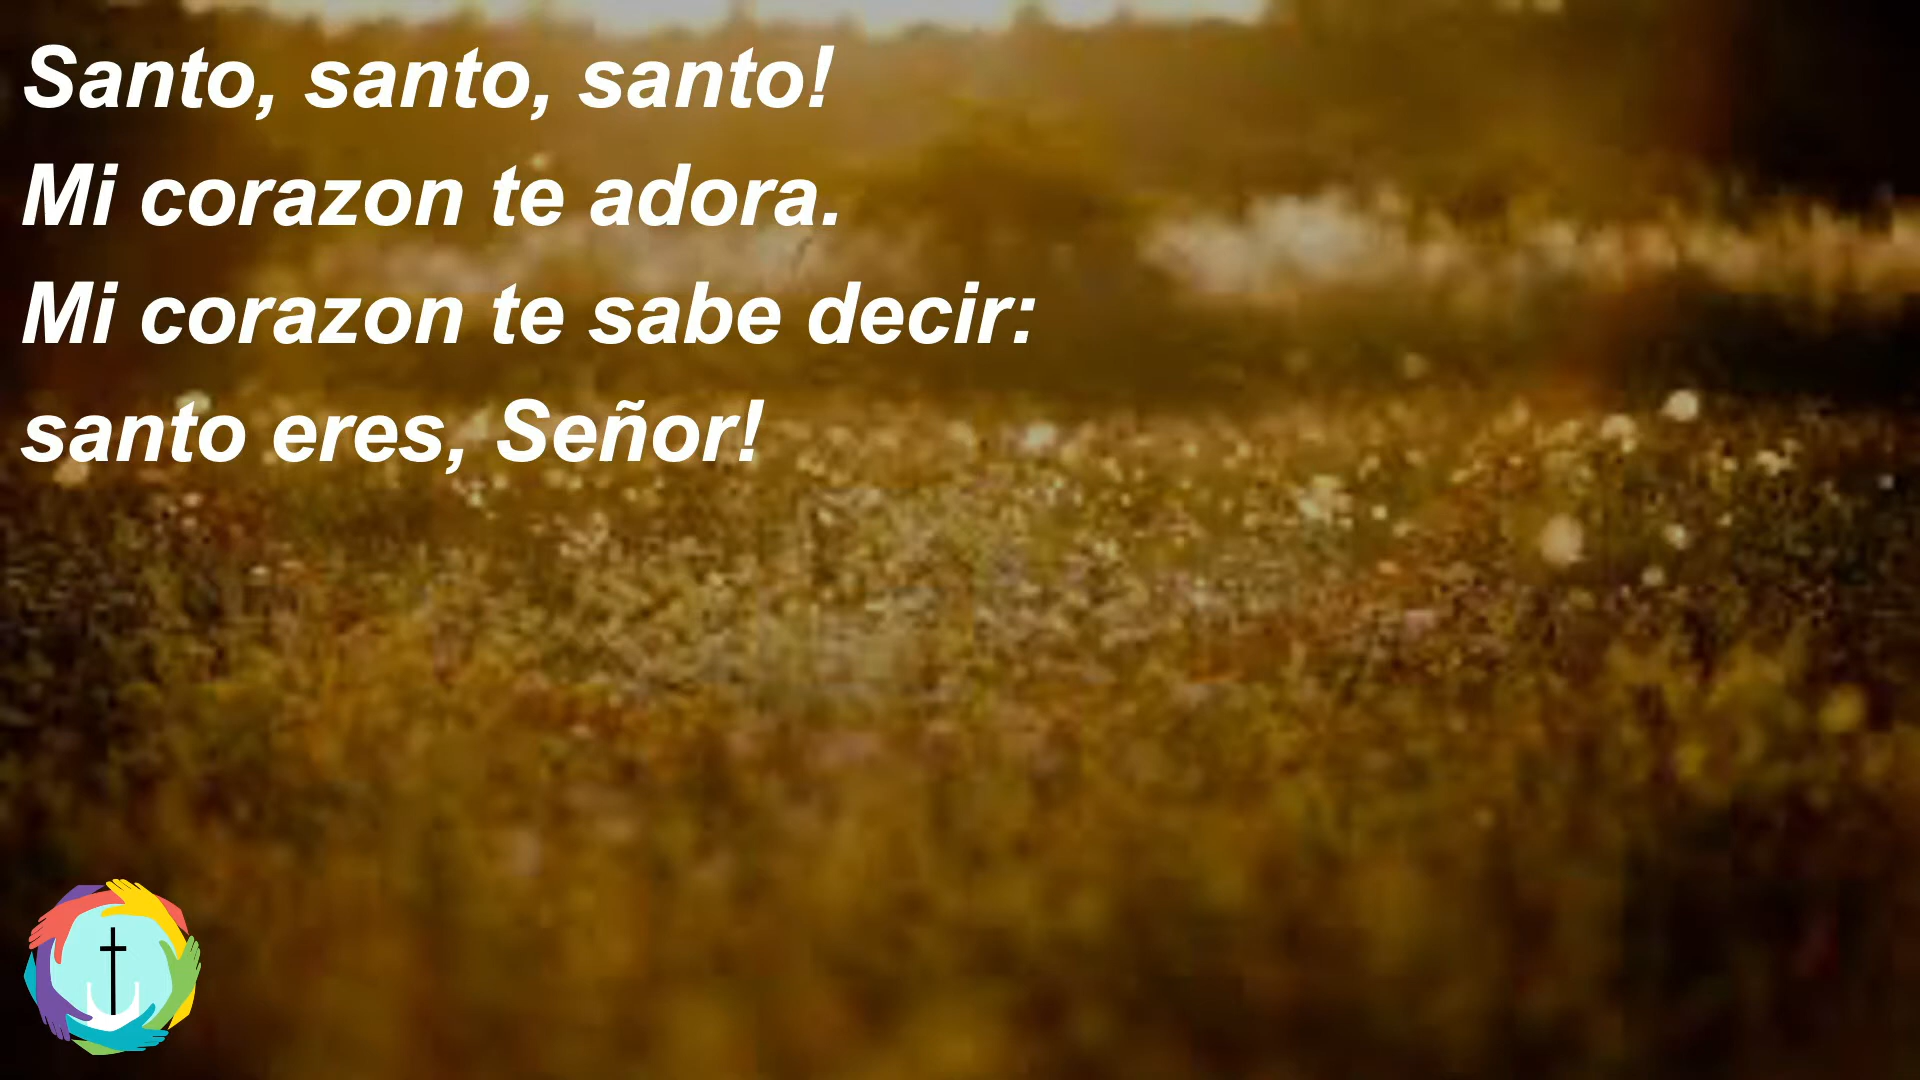 Santo, santo, santo!
Mi corazon te adora.
Mi corazon te sabe decir:
santo eres, Señor!